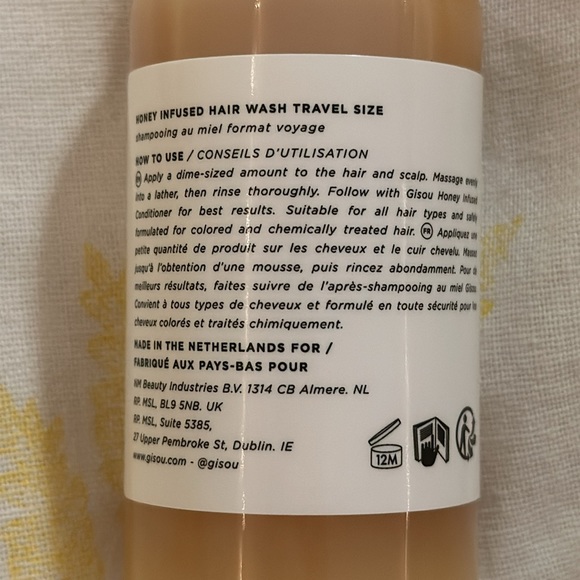 HONEY INFUSED HAIR WASH TRAVEL SIZE
shampooing au miel format voyage
HOW TO USE / CONSEILS D'UTILISATION
EN Apply a dime-sized amount to the hair and scalp. Massage evenly
into a lather, then rinse thoroughly. Follow with Gisou Honey Infused
Conditioner for best results. Suitable for all hair types and safely
formulated for colored and chemically treated hair. FR Appliquez une
petite quantité de produit sur les cheveux et le cuir chevelu. Massez
jusqu'à l'obtention d'une mousse, puis rincez abondamment. Pour de
meilleurs résultats, faites suivre de l'après-shampooing au miel Gisou.
Convient à tous types de cheveux et formulé en toute sécurité pour les
cheveux colorés et traités chimiquement.
MADE IN THE NETHERLANDS FOR /
FABRIQUÉ AUX PAYS-BAS POUR
NM Beauty Industries B.V. 1314 CB Almere. NL
RP. MSL, BL9 5NB. UK
RP. MSL, Suite 5385,
27 Upper Pembroke St, Dublin. IE
www.gisou.com - @gisou
12M